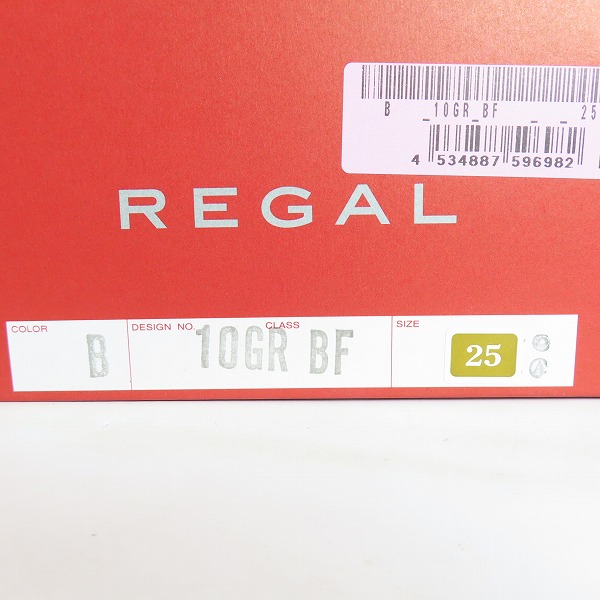 B _10GR_BF _ _ 25
4 534887 596982
REGAL
COLOR B DESIGN NO. CLASS 10GR BF SIZE 25